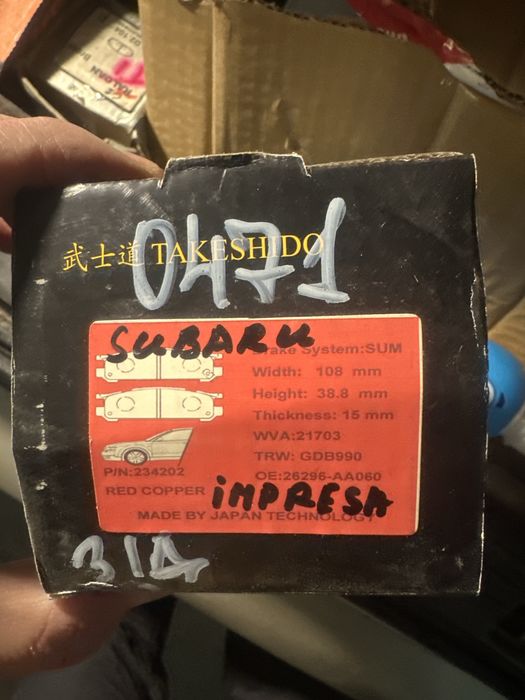 0471
武士道 TAKESHIDO
SUBARU
Brake System:SUM
Width: 108 mm
Height: 38.8 mm
Thickness: 15 mm
WVA:21703
TRW: GDB990
P/N:234202
OE:26296-AA060
RED COPPER
iMPRESA
MADE BY JAPAN TECHNOLOGY